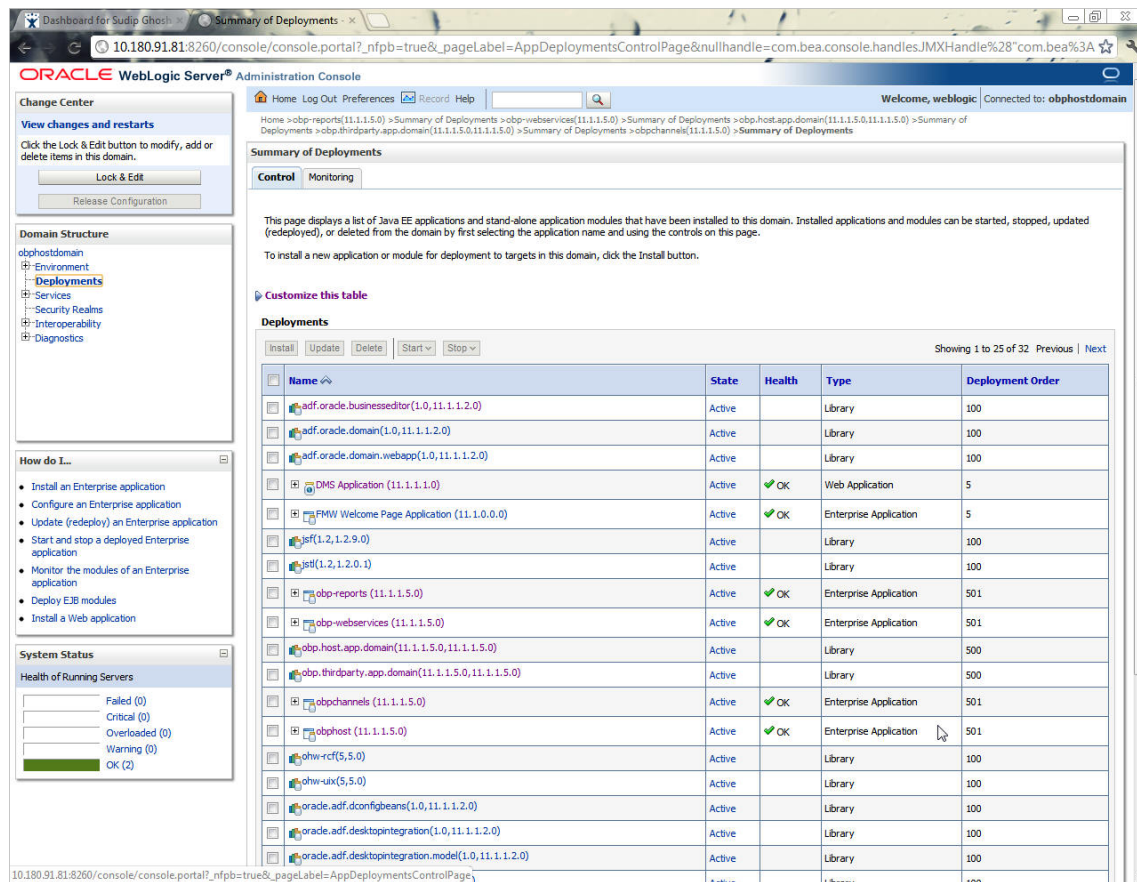 Dashboard for Sudip Ghosh
Summary of Deployments -
10.180.91.81:8260/console/console.portal?_nfpb=true&_pageLabel=AppDeploymentsControlPage&nullhandle=com.bea.console.handles.JMXHandle%28"com.bea%3A
ORACLE WebLogic Server® Administration Console
Change Center
View changes and restarts
Click the Lock & Edit button to modify, add or
delete items in this domain.
Lock & Edit
Release Configuration
Domain Structure
obphostdomain
Environment
Deployments
Services
Security Realms
Interoperability
Diagnostics
How do I...
Install an Enterprise application
Configure an Enterprise application
Update (redeploy) an Enterprise application
Start and stop a deployed Enterprise
application
Monitor the modules of an Enterprise
application
Deploy EJB modules
Install a Web application
System Status
Health of Running Servers
Failed (0)
Critical (0)
Overloaded (0)
Warning (0)
OK (2)
Home Log Out Preferences Record Help
Welcome, weblogic Connected to: obphostdomain
Home >obp-reports(11.1.1.5.0) >Summary of Deployments >obp-webservices(11.1.1.5.0) >Summary of Deployments >obp.host.app.domain(11.1.1.5.0,11.1.1.5.0) >Summary of
Deployments >obp.thirdparty.app.domain(11.1.1.5.0,11.1.1.5.0) >Summary of Deployments >obpchannels(11.1.1.5.0) >Summary of Deployments
Summary of Deployments
Control Monitoring
This page displays a list of Java EE applications and stand-alone application modules that have been installed to this domain. Installed applications and modules can be started, stopped, updated
(redeployed), or deleted from the domain by first selecting the application name and using the controls on this page.
To install a new application or module for deployment to targets in this domain, click the Install button.
Customize this table
Deployments
Install Update Delete Start Stop
Showing 1 to 25 of 32 Previous | Next
Name State Health Type Deployment Order
adf.oracle.businesseditor(1.0,11.1.1.2.0) Active Library 100
adf.oracle.domain(1.0,11.1.1.2.0) Active Library 100
adf.oracle.domain.webapp(1.0,11.1.1.2.0) Active Library 100
DMS Application (11.1.1.1.0) Active OK Web Application 5
FMW Welcome Page Application (11.1.0.0.0) Active OK Enterprise Application 5
jsf(1.2,1.2.9.0) Active Library 100
jstl(1.2,1.2.0.1) Active Library 100
obp-reports (11.1.1.5.0) Active OK Enterprise Application 501
obp-webservices (11.1.1.5.0) Active OK Enterprise Application 501
obp.host.app.domain(11.1.1.5.0,11.1.1.5.0) Active Library 500
obp.thirdparty.app.domain(11.1.1.5.0,11.1.1.5.0) Active Library 500
obpchannels (11.1.1.5.0) Active OK Enterprise Application 501
obphost (11.1.1.5.0) Active OK Enterprise Application 501
ohw-rcf(5,5.0) Active Library 100
ohw-uix(5,5.0) Active Library 100
oracle.adf.dconfigbeans(1.0,11.1.1.2.0) Active Library 100
oracle.adf.desktopintegration(1.0,11.1.1.2.0) Active Library 100
oracle.adf.desktopintegration.model(1.0,11.1.1.2.0) Active Library 100
10.180.91.81:8260/console/console.portal?_nfpb=true&_pageLabel=AppDeploymentsControlPage